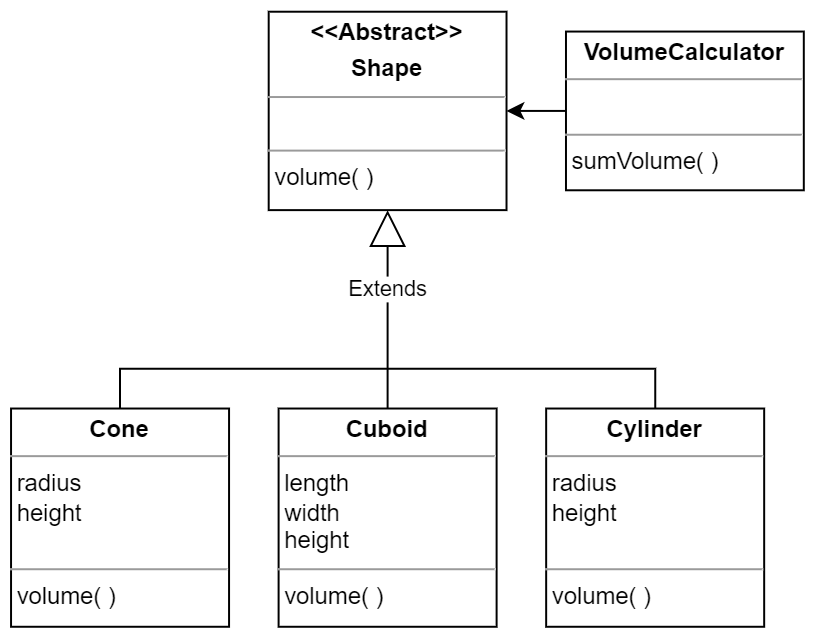 <<Abstract>>
Shape
volume( )
VolumeCalculator
sumVolume( )
Extends
Cone
radius
height
volume( )
Cuboid
length
width
height
volume( )
Cylinder
radius
height
volume( )